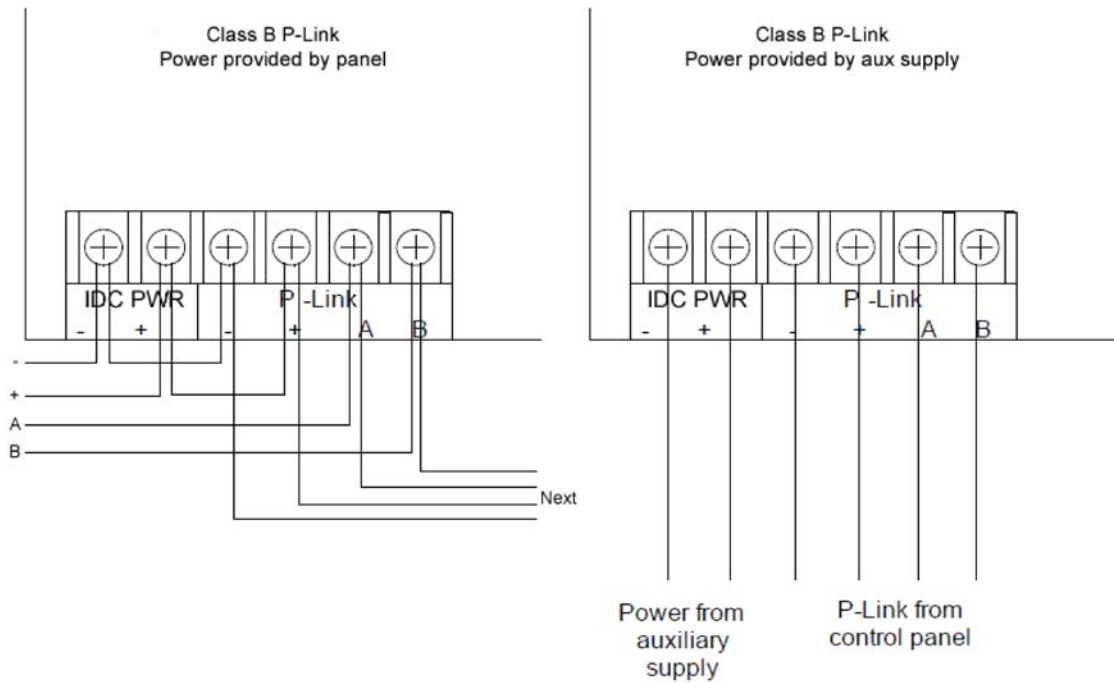 Class B P-Link
Power provided by panel
IDC PWR P -Link
- + - + A B
-
+
A
B
Next
Class B P-Link
Power provided by aux supply
IDC PWR P -Link
- + - + A B
Power from
auxiliary
supply
P-Link from
control panel